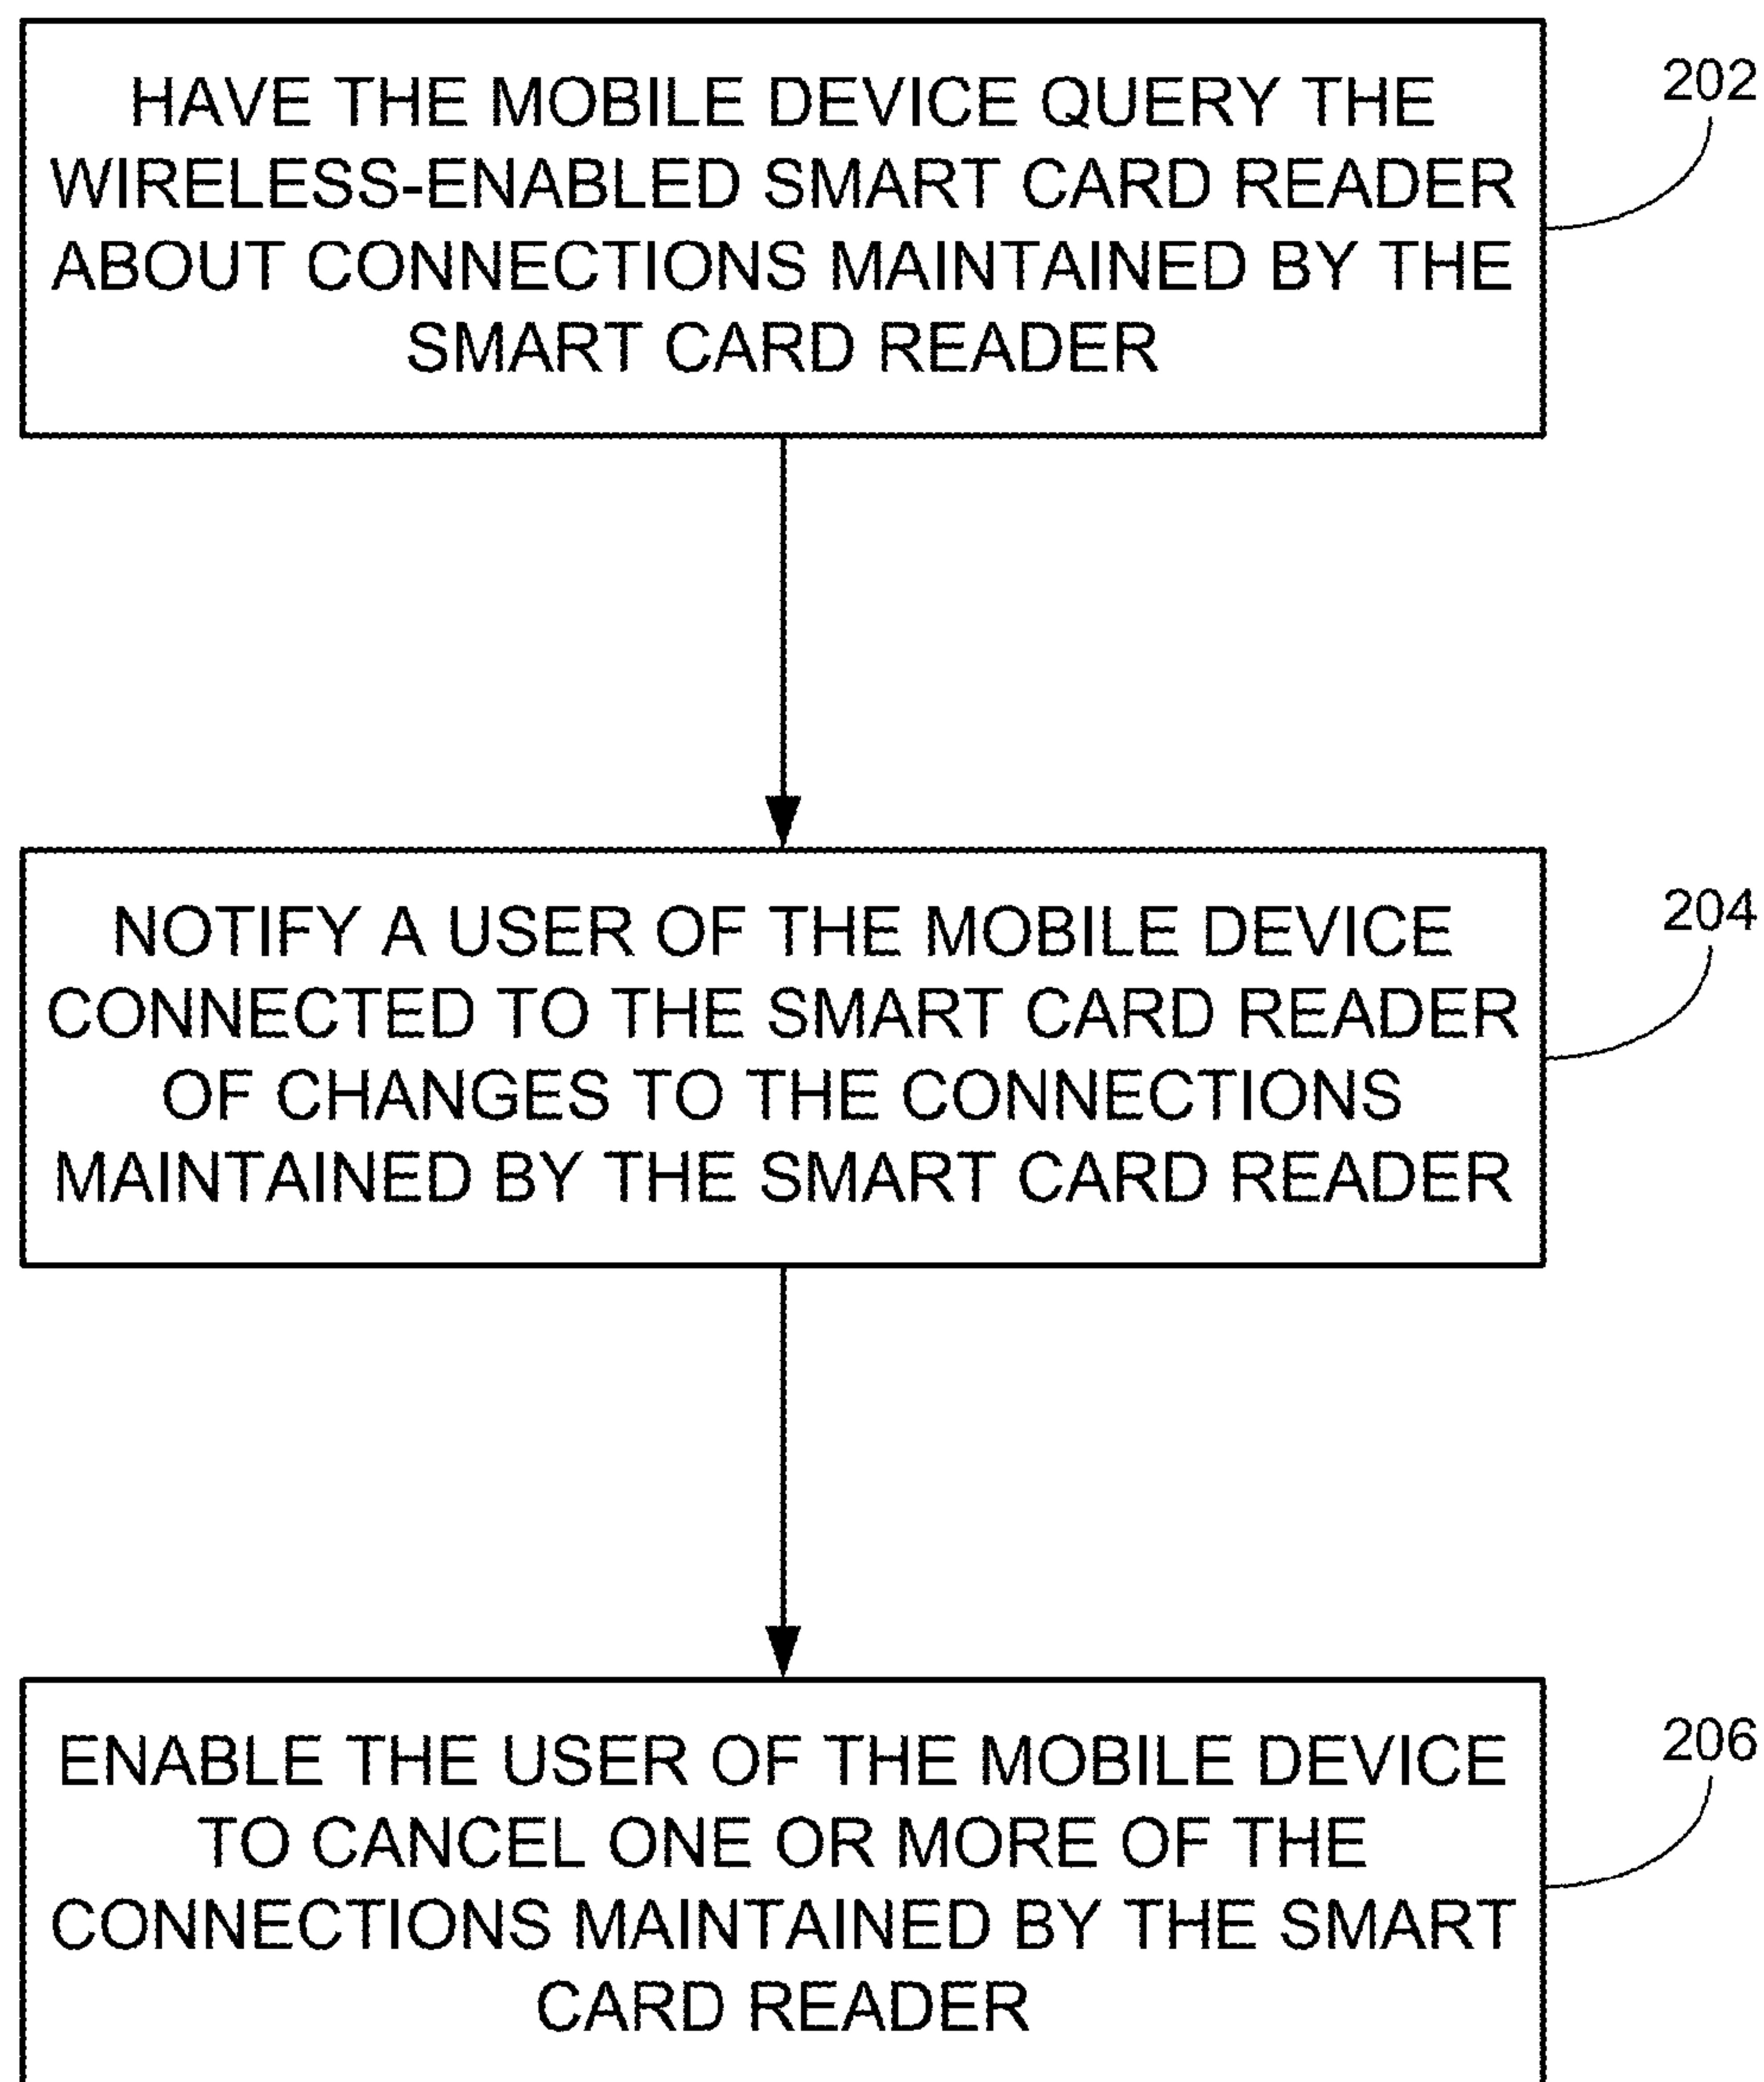 HAVE THE MOBILE DEVICE QUERY THE
WIRELESS-ENABLED SMART CARD READER
ABOUT CONNECTIONS MAINTAINED BY THE
SMART CARD READER
202
NOTIFY A USER OF THE MOBILE DEVICE
CONNECTED TO THE SMART CARD READER
OF CHANGES TO THE CONNECTIONS
MAINTAINED BY THE SMART CARD READER
204
ENABLE THE USER OF THE MOBILE DEVICE
TO CANCEL ONE OR MORE OF THE
CONNECTIONS MAINTAINED BY THE SMART
CARD READER
206